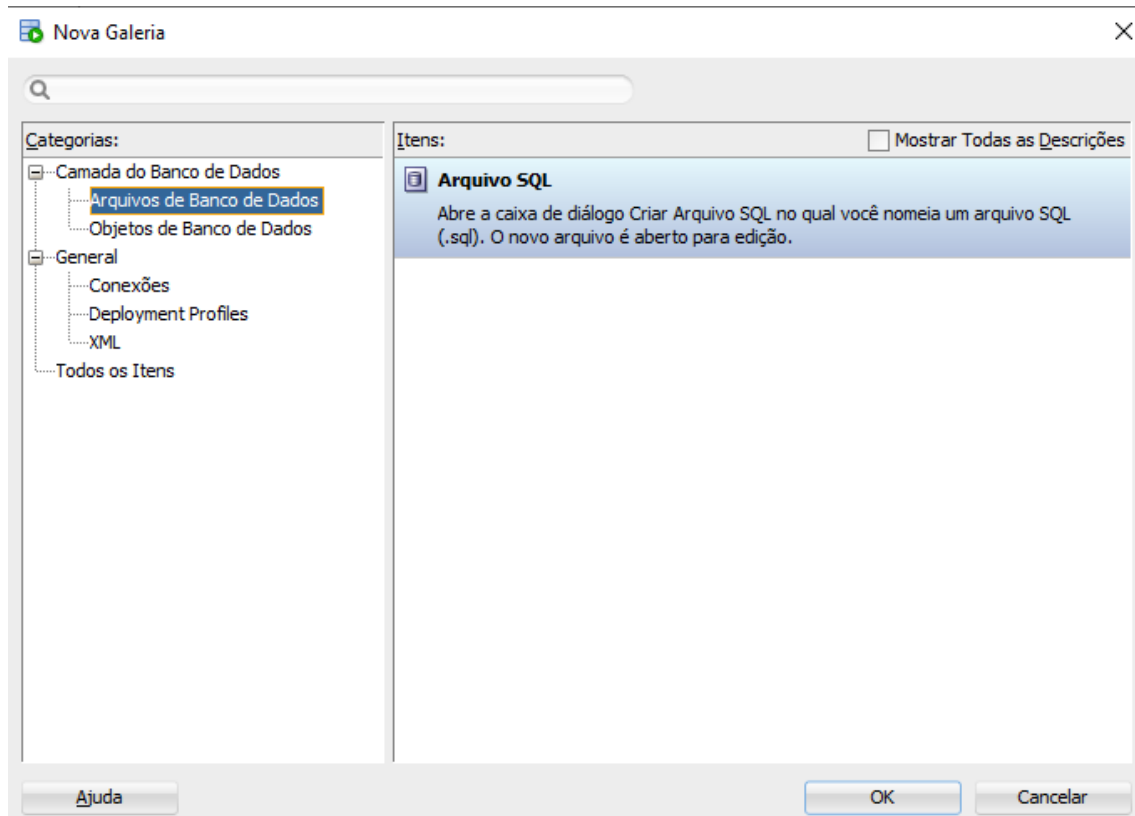 Nova Galeria
Categorias:
Camada do Banco de Dados
Arquivos de Banco de Dados
Objetos de Banco de Dados
General
Conexões
Deployment Profiles
XML
Todos os Itens
Itens:
Mostrar Todas as Descrições
Arquivo SQL
Abre a caixa de diálogo Criar Arquivo SQL no qual você nomeia um arquivo SQL
(.sql). O novo arquivo é aberto para edição.
Ajuda
OK
Cancelar